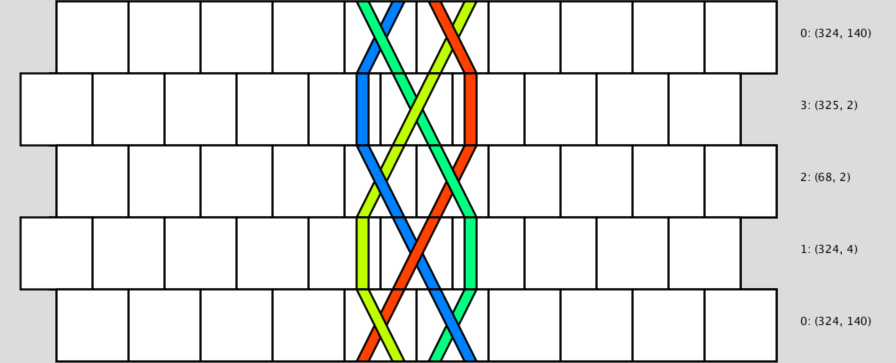 0: (324, 140)
3: (325, 2)
2: (68, 2)
1: (324, 4)
0: (324, 140)